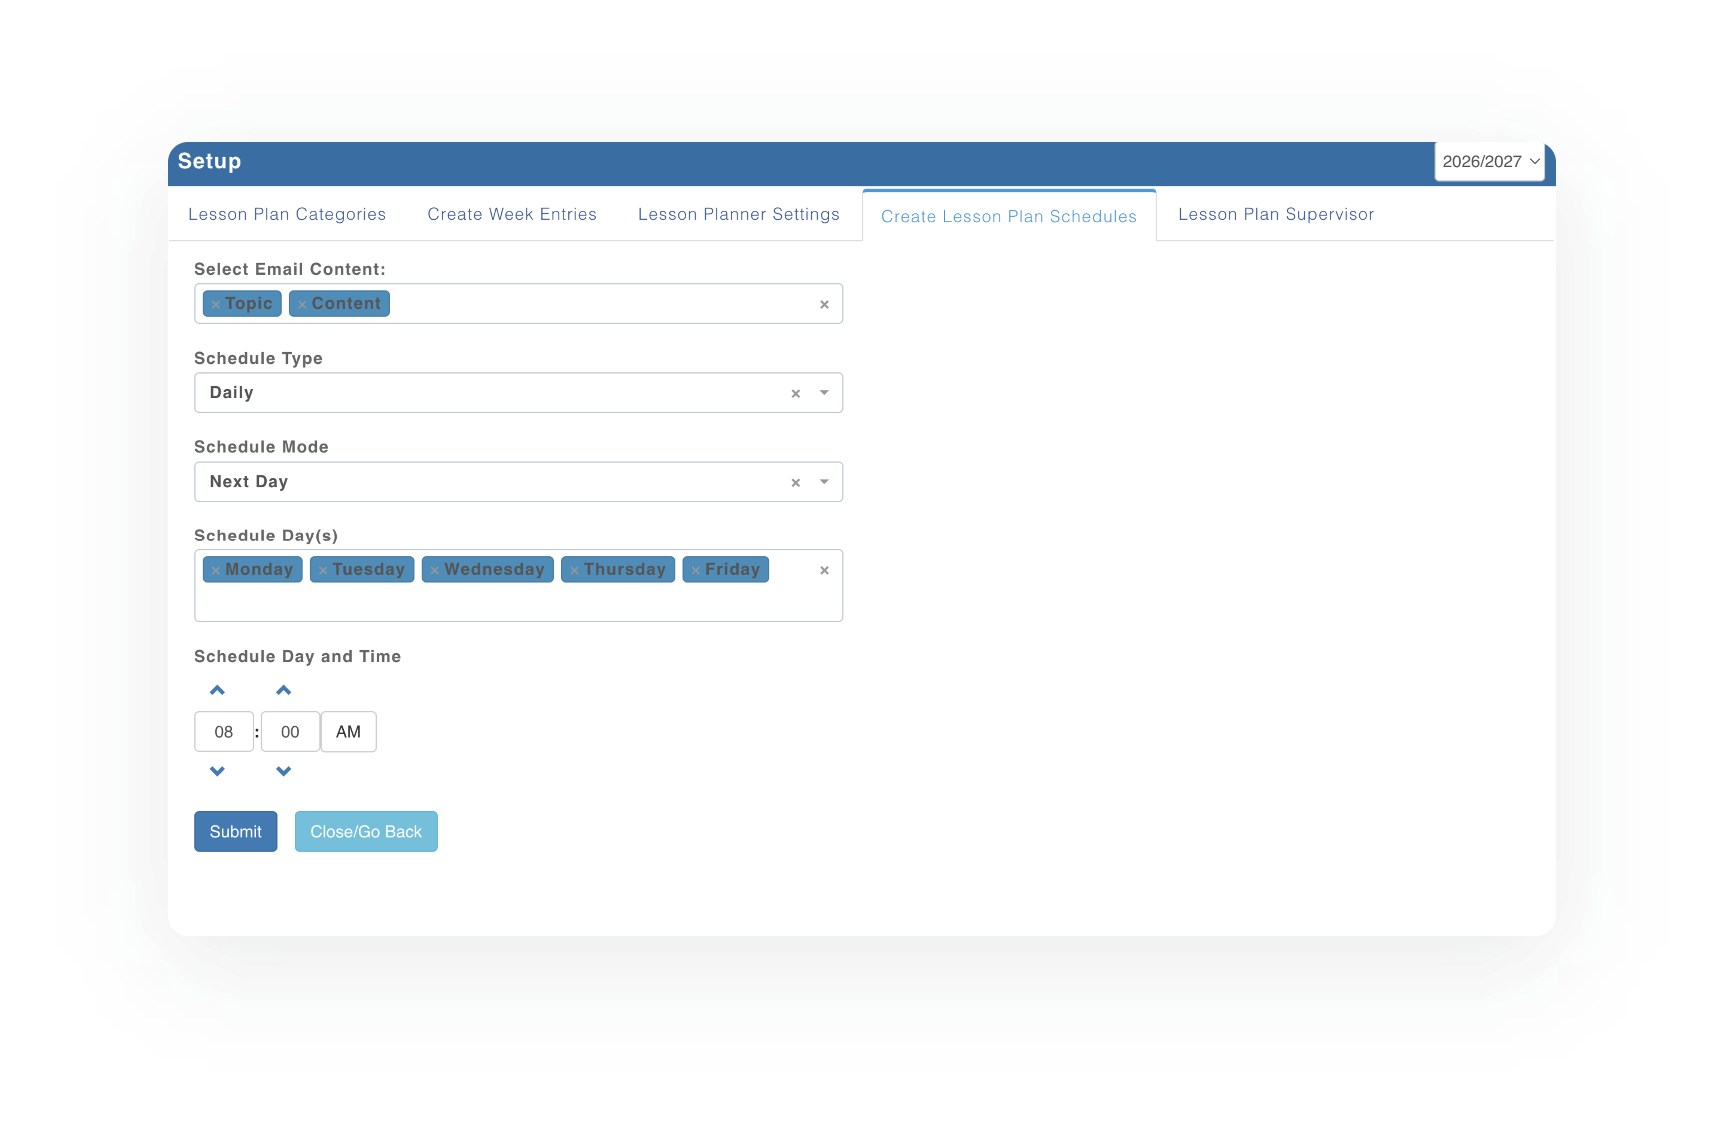 Setup
2026/2027
Lesson Plan Categories Create Week Entries Lesson Planner Settings Create Lesson Plan Schedules Lesson Plan Supervisor
Select Email Content:
× Topic × Content ×
Schedule Type
Daily ×
Schedule Mode
Next Day ×
Schedule Day(s)
× Monday × Tuesday × Wednesday × Thursday × Friday ×
Schedule Day and Time
08 : 00 AM
Submit Close/Go Back